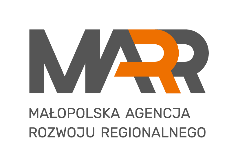 MARR
MAŁOPOLSKA AGENCJA
ROZWOJU REGIONALNEGO